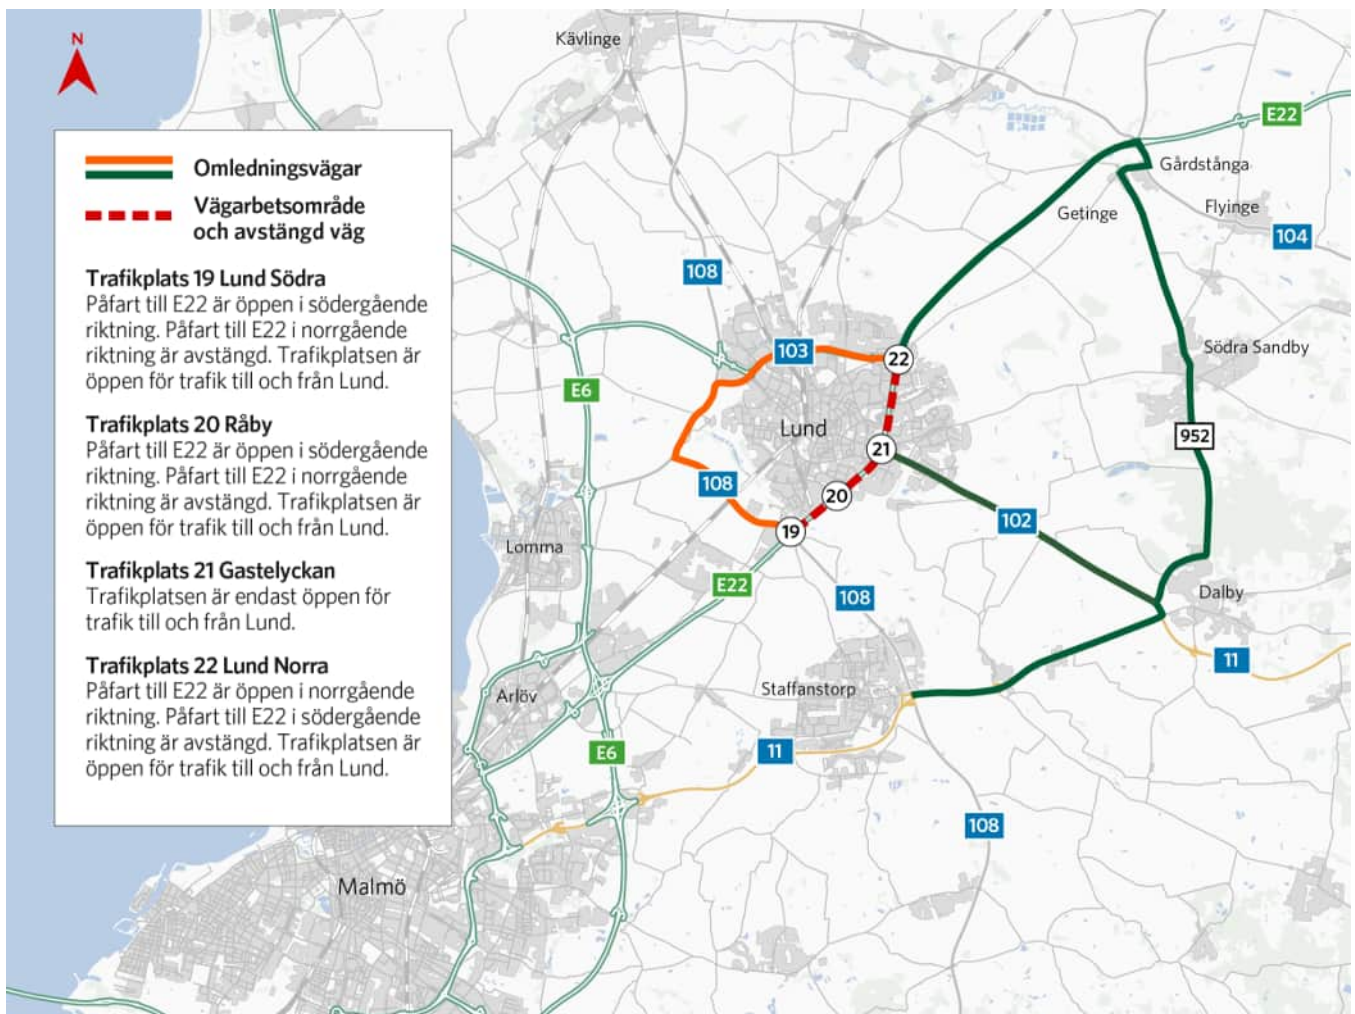 N
Omledningsvägar
Vägarbetsområde
och avstängd väg
Trafikplats 19 Lund Södra
Påfart till E22 är öppen i södergående
riktning. Påfart till E22 i norrgående
riktning är avstängd. Trafikplatsen är
öppen för trafik till och från Lund.
Trafikplats 20 Råby
Påfart till E22 är öppen i södergående
riktning. Påfart till E22 i norrgående
riktning är avstängd. Trafikplatsen är
öppen för trafik till och från Lund.
Trafikplats 21 Gastelyckan
Trafikplatsen är endast öppen för
trafik till och från Lund.
Trafikplats 22 Lund Norra
Påfart till E22 är öppen i norrgående
riktning. Påfart till E22 i södergående
riktning är avstängd. Trafikplatsen är
öppen för trafik till och från Lund.
Kävlinge
E22
Gårdstånga
Getinge
Flyinge
104
108
103
22
Södra Sandby
E6
Lund
952
21
108
20
102
19
Lomma
E22
108
Dalby
11
Arlöv
Staffanstorp
E6
11
108
Malmö